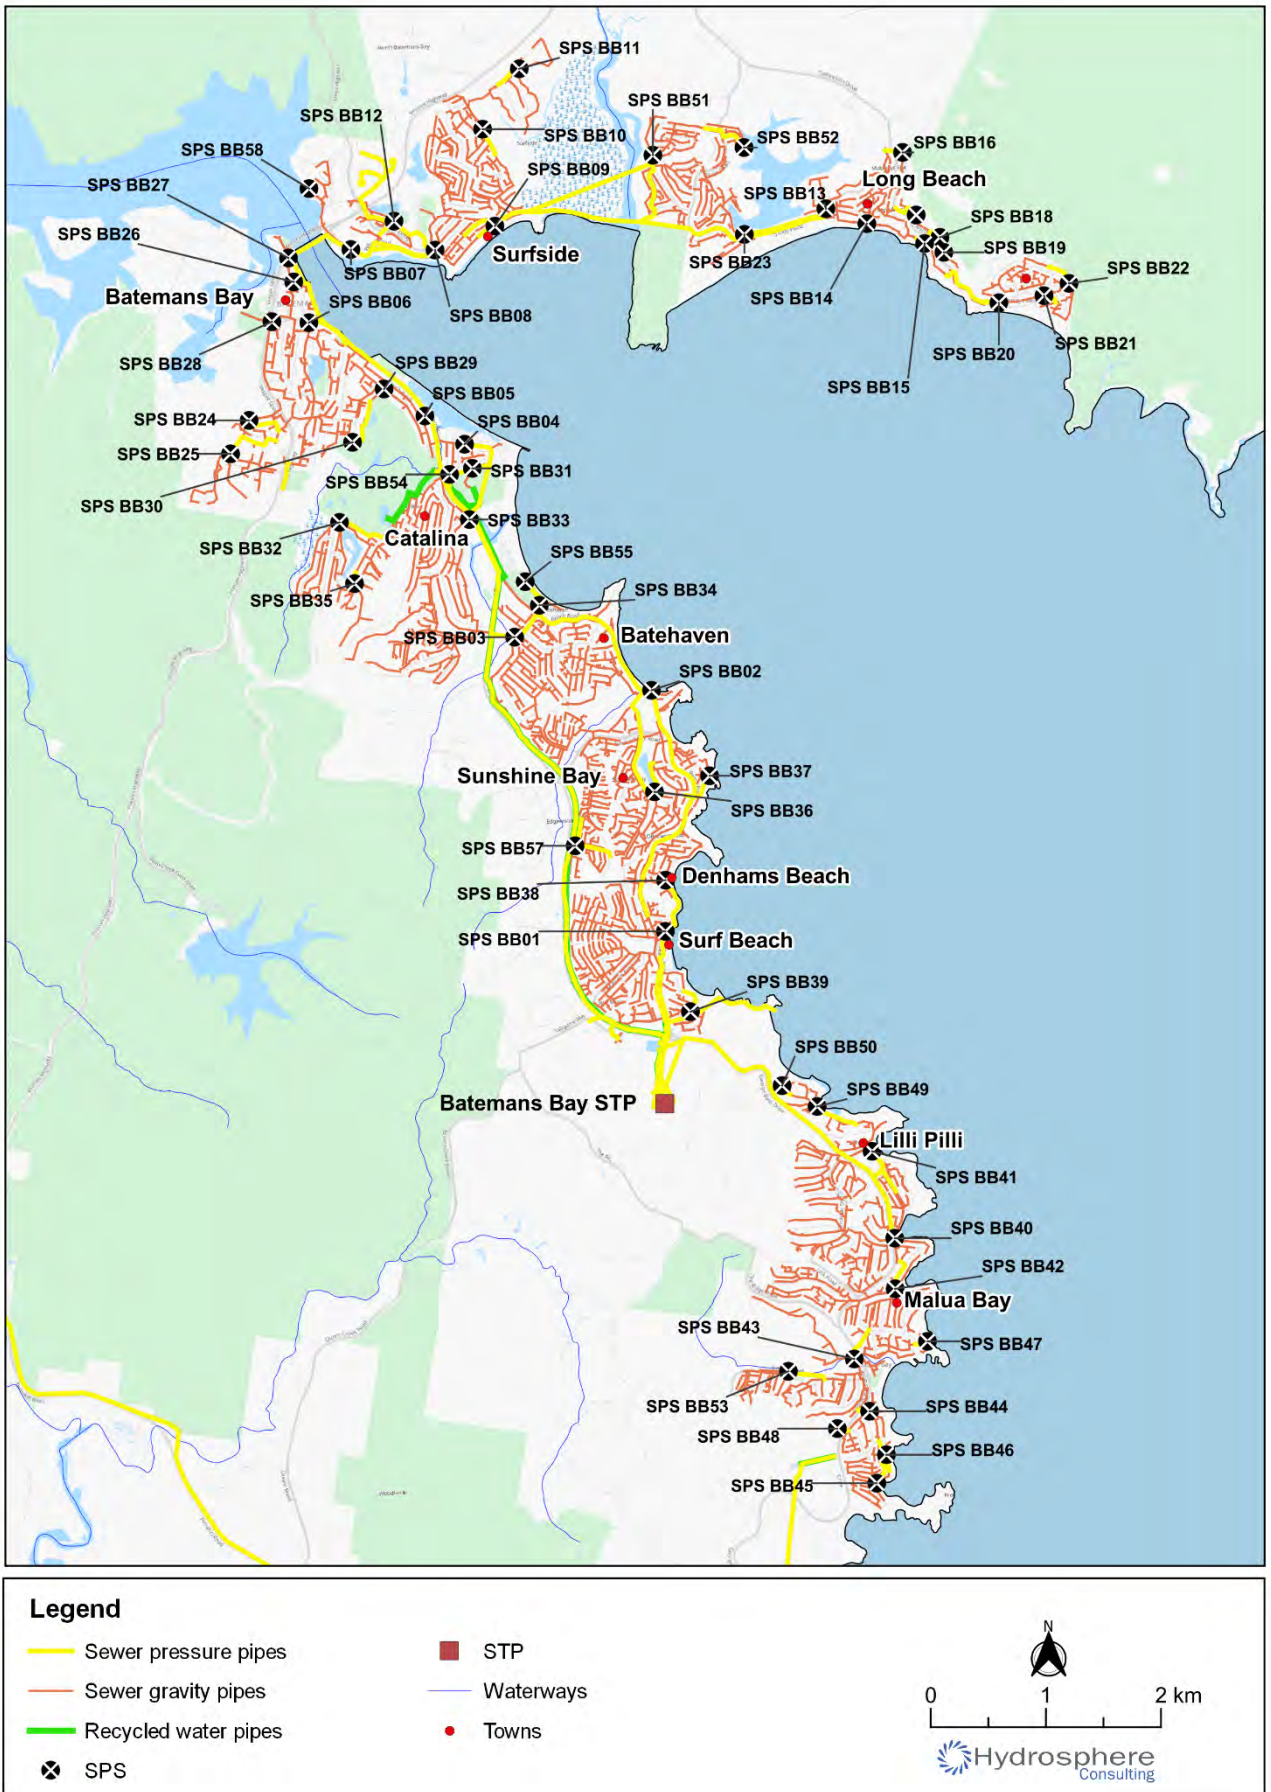 SPS BB11
SPS BB51
SPS BB12
SPS BB10
SPS BB52
SPS BB16
SPS BB58
SPS BB09
Long Beach
SPS BB27
SPS BB13
SPS BB18
SPS BB26
SPS BB19
Surfside
SPS BB23
SPS BB07
SPS BB22
Batemans Bay
SPS BB06
SPS BB14
SPS BB08
SPS BB21
SPS BB28
SPS BB29
SPS BB20
SPS BB15
SPS BB05
SPS BB24
SPS BB04
SPS BB25
SPS BB31
SPS BB54
SPS BB30
SPS BB33
SPS BB32
Catalina
SPS BB55
SPS BB35
SPS BB34
SPS BB03
Batehaven
SPS BB02
Sunshine Bay
SPS BB37
SPS BB36
SPS BB57
SPS BB38
Denhams Beach
SPS BB01
Surf Beach
SPS BB39
SPS BB50
SPS BB49
Batemans Bay STP
Lilli Pilli
SPS BB41
SPS BB40
SPS BB42
Malua Bay
SPS BB43
SPS BB47
SPS BB53
SPS BB44
SPS BB48
SPS BB46
SPS BB45
Legend
Sewer pressure pipes
STP
Sewer gravity pipes
Waterways
Recycled water pipes
Towns
SPS
N
0 1 2 km
Hydrosphere
Consulting